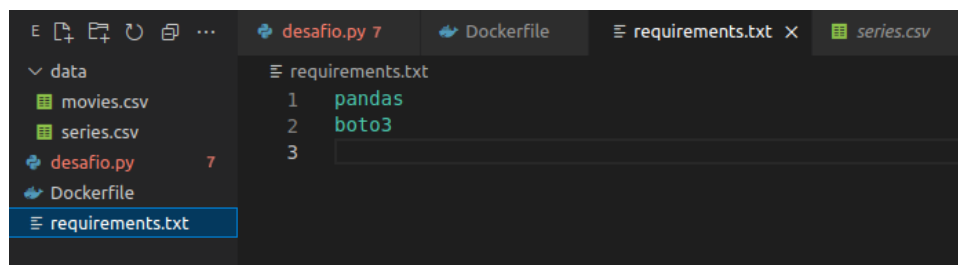 E ...
desafio.py 7
Dockerfile
requirements.txt
series.csv
data
movies.csv
series.csv
desafio.py 7
Dockerfile
requirements.txt
requirements.txt
1 pandas
2 boto3
3